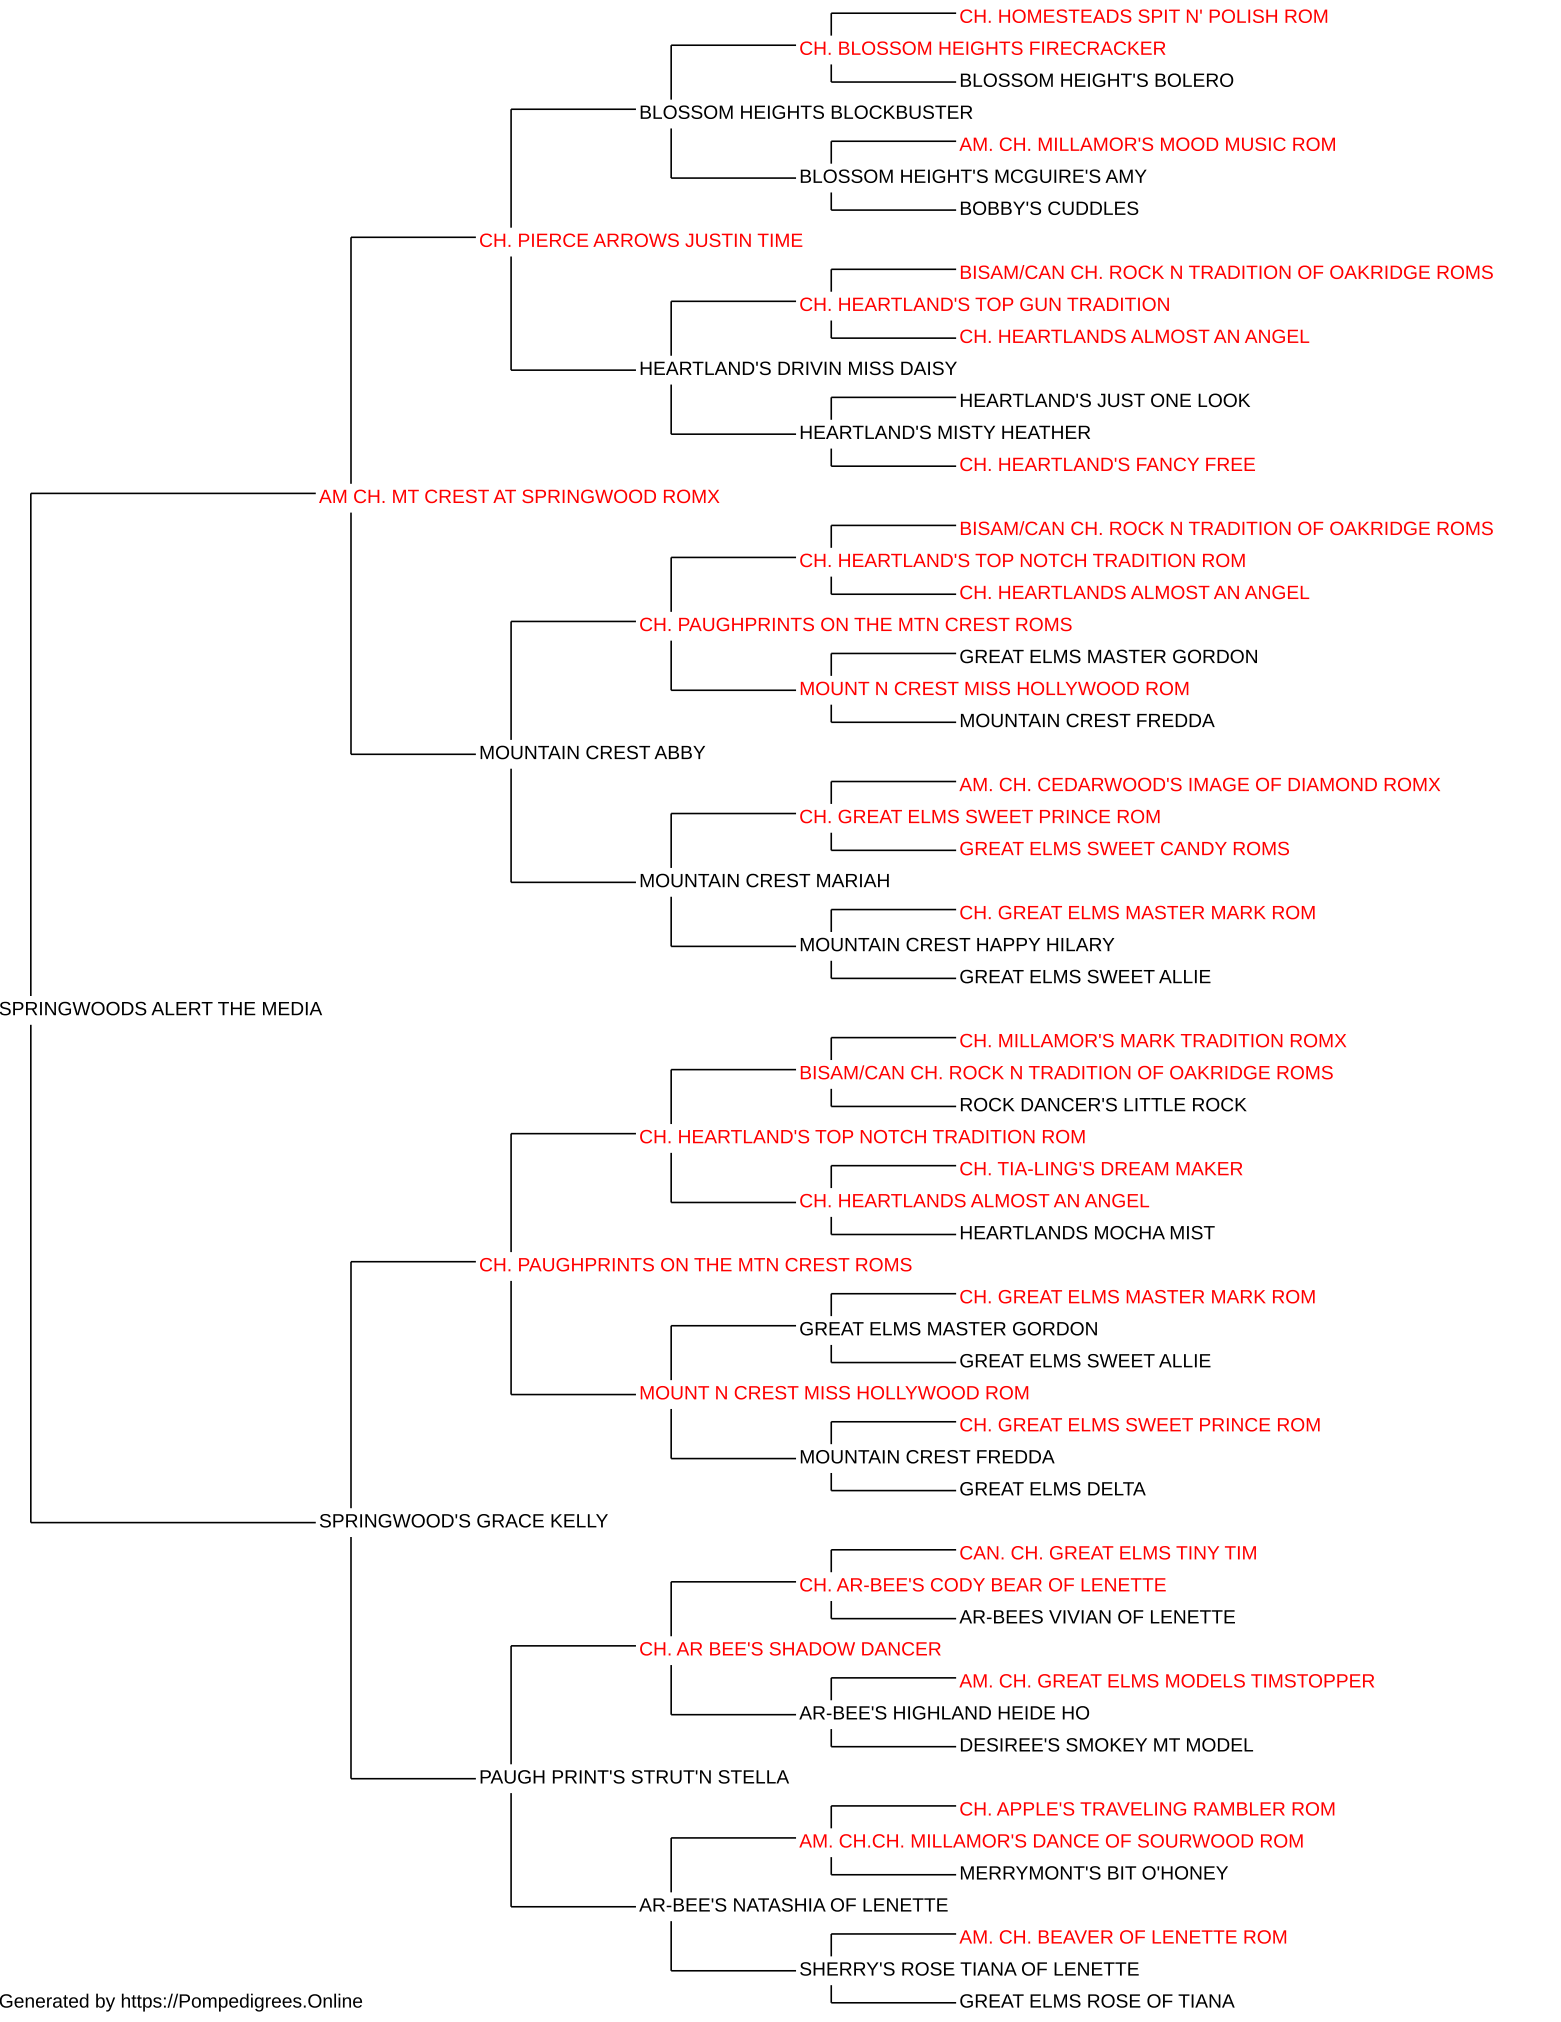 CH. HOMESTEADS SPIT N' POLISH ROM
CH. BLOSSOM HEIGHTS FIRECRACKER
BLOSSOM HEIGHT'S BOLERO
BLOSSOM HEIGHTS BLOCKBUSTER
AM. CH. MILLAMOR'S MOOD MUSIC ROM
BLOSSOM HEIGHT'S MCGUIRE'S AMY
BOBBY'S CUDDLES
CH. PIERCE ARROWS JUSTIN TIME
BISAM/CAN CH. ROCK N TRADITION OF OAKRIDGE ROMS
CH. HEARTLAND'S TOP GUN TRADITION
CH. HEARTLANDS ALMOST AN ANGEL
HEARTLAND'S DRIVIN MISS DAISY
HEARTLAND'S JUST ONE LOOK
HEARTLAND'S MISTY HEATHER
CH. HEARTLAND'S FANCY FREE
AM CH. MT CREST AT SPRINGWOOD ROMX
BISAM/CAN CH. ROCK N TRADITION OF OAKRIDGE ROMS
CH. HEARTLAND'S TOP NOTCH TRADITION ROM
CH. HEARTLANDS ALMOST AN ANGEL
CH. PAUGHPRINTS ON THE MTN CREST ROMS
GREAT ELMS MASTER GORDON
MOUNT N CREST MISS HOLLYWOOD ROM
MOUNTAIN CREST FREDDA
MOUNTAIN CREST ABBY
AM. CH. CEDARWOOD'S IMAGE OF DIAMOND ROMX
CH. GREAT ELMS SWEET PRINCE ROM
GREAT ELMS SWEET CANDY ROMS
MOUNTAIN CREST MARIAH
CH. GREAT ELMS MASTER MARK ROM
MOUNTAIN CREST HAPPY HILARY
GREAT ELMS SWEET ALLIE
SPRINGWOODS ALERT THE MEDIA
CH. MILLAMOR'S MARK TRADITION ROMX
BISAM/CAN CH. ROCK N TRADITION OF OAKRIDGE ROMS
ROCK DANCER'S LITTLE ROCK
CH. HEARTLAND'S TOP NOTCH TRADITION ROM
CH. TIA-LING'S DREAM MAKER
CH. HEARTLANDS ALMOST AN ANGEL
HEARTLANDS MOCHA MIST
CH. PAUGHPRINTS ON THE MTN CREST ROMS
CH. GREAT ELMS MASTER MARK ROM
GREAT ELMS MASTER GORDON
GREAT ELMS SWEET ALLIE
MOUNT N CREST MISS HOLLYWOOD ROM
CH. GREAT ELMS SWEET PRINCE ROM
MOUNTAIN CREST FREDDA
GREAT ELMS DELTA
SPRINGWOOD'S GRACE KELLY
CAN. CH. GREAT ELMS TINY TIM
CH. AR-BEE'S CODY BEAR OF LENETTE
AR-BEES VIVIAN OF LENETTE
CH. AR BEE'S SHADOW DANCER
AM. CH. GREAT ELMS MODELS TIMSTOPPER
AR-BEE'S HIGHLAND HEIDE HO
DESIREE'S SMOKEY MT MODEL
PAUGH PRINT'S STRUT'N STELLA
CH. APPLE'S TRAVELING RAMBLER ROM
AM. CH.CH. MILLAMOR'S DANCE OF SOURWOOD ROM
MERRYMONT'S BIT O'HONEY
AR-BEE'S NATASHIA OF LENETTE
AM. CH. BEAVER OF LENETTE ROM
SHERRY'S ROSE TIANA OF LENETTE
GREAT ELMS ROSE OF TIANA
Generated by https://Pompedigrees.Online